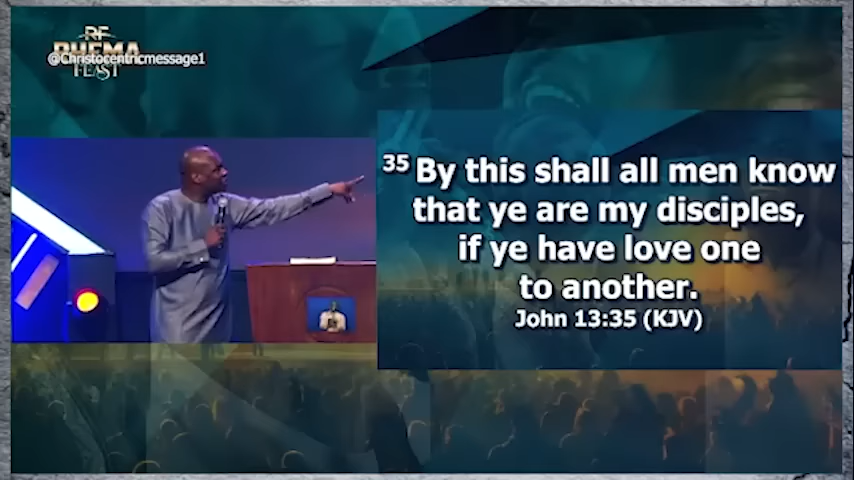 RF
RHEMA
@Christocentricmessage1
FEAST
35 By this shall all men know
that ye are my disciples,
if ye have love one
to another.
John 13:35 (KJV)